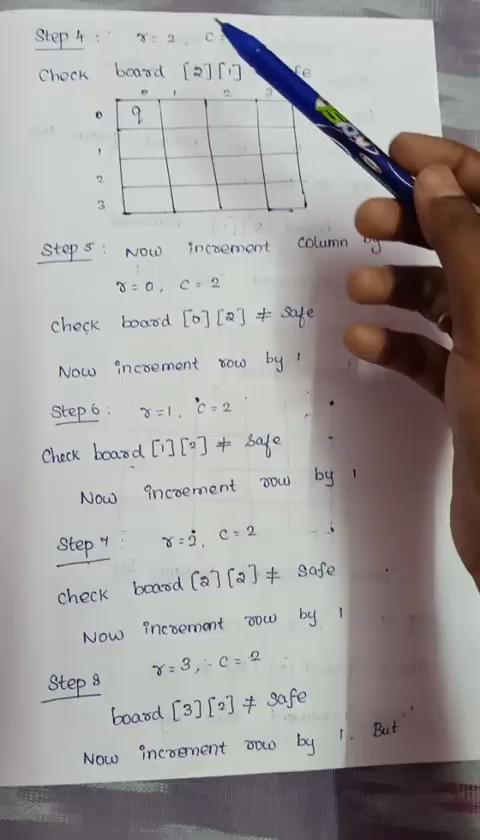 Step 4 : r = 2, c =
Check board [2][1]
0 1 2 3
0 q
1
2
3
Step 5 : Now increment column by
r = 0, c = 2
check board [0][2] ≠ safe
Now increment row by 1
Step 6 r = 1, c = 2
Check board [1][2] ≠ safe
Now increment row by 1
Step 7 : r = 2, c = 2
check board [2][2] ≠ safe
Now increment row by 1
Step 8 r = 3, c = 2
board [3][2] ≠ safe
Now increment row by 1. But